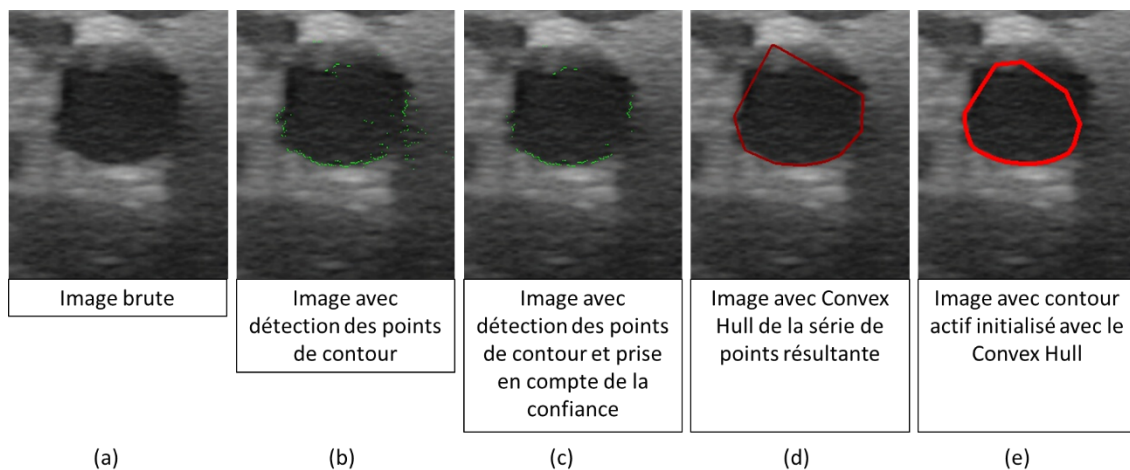 Image brute
Image avec
détection des points
de contour
Image avec
détection des points
de contour et prise
en compte de la
confiance
Image avec Convex
Hull de la série de
points résultante
Image avec contour
actif initialisé avec le
Convex Hull
(a)
(b)
(c)
(d)
(e)